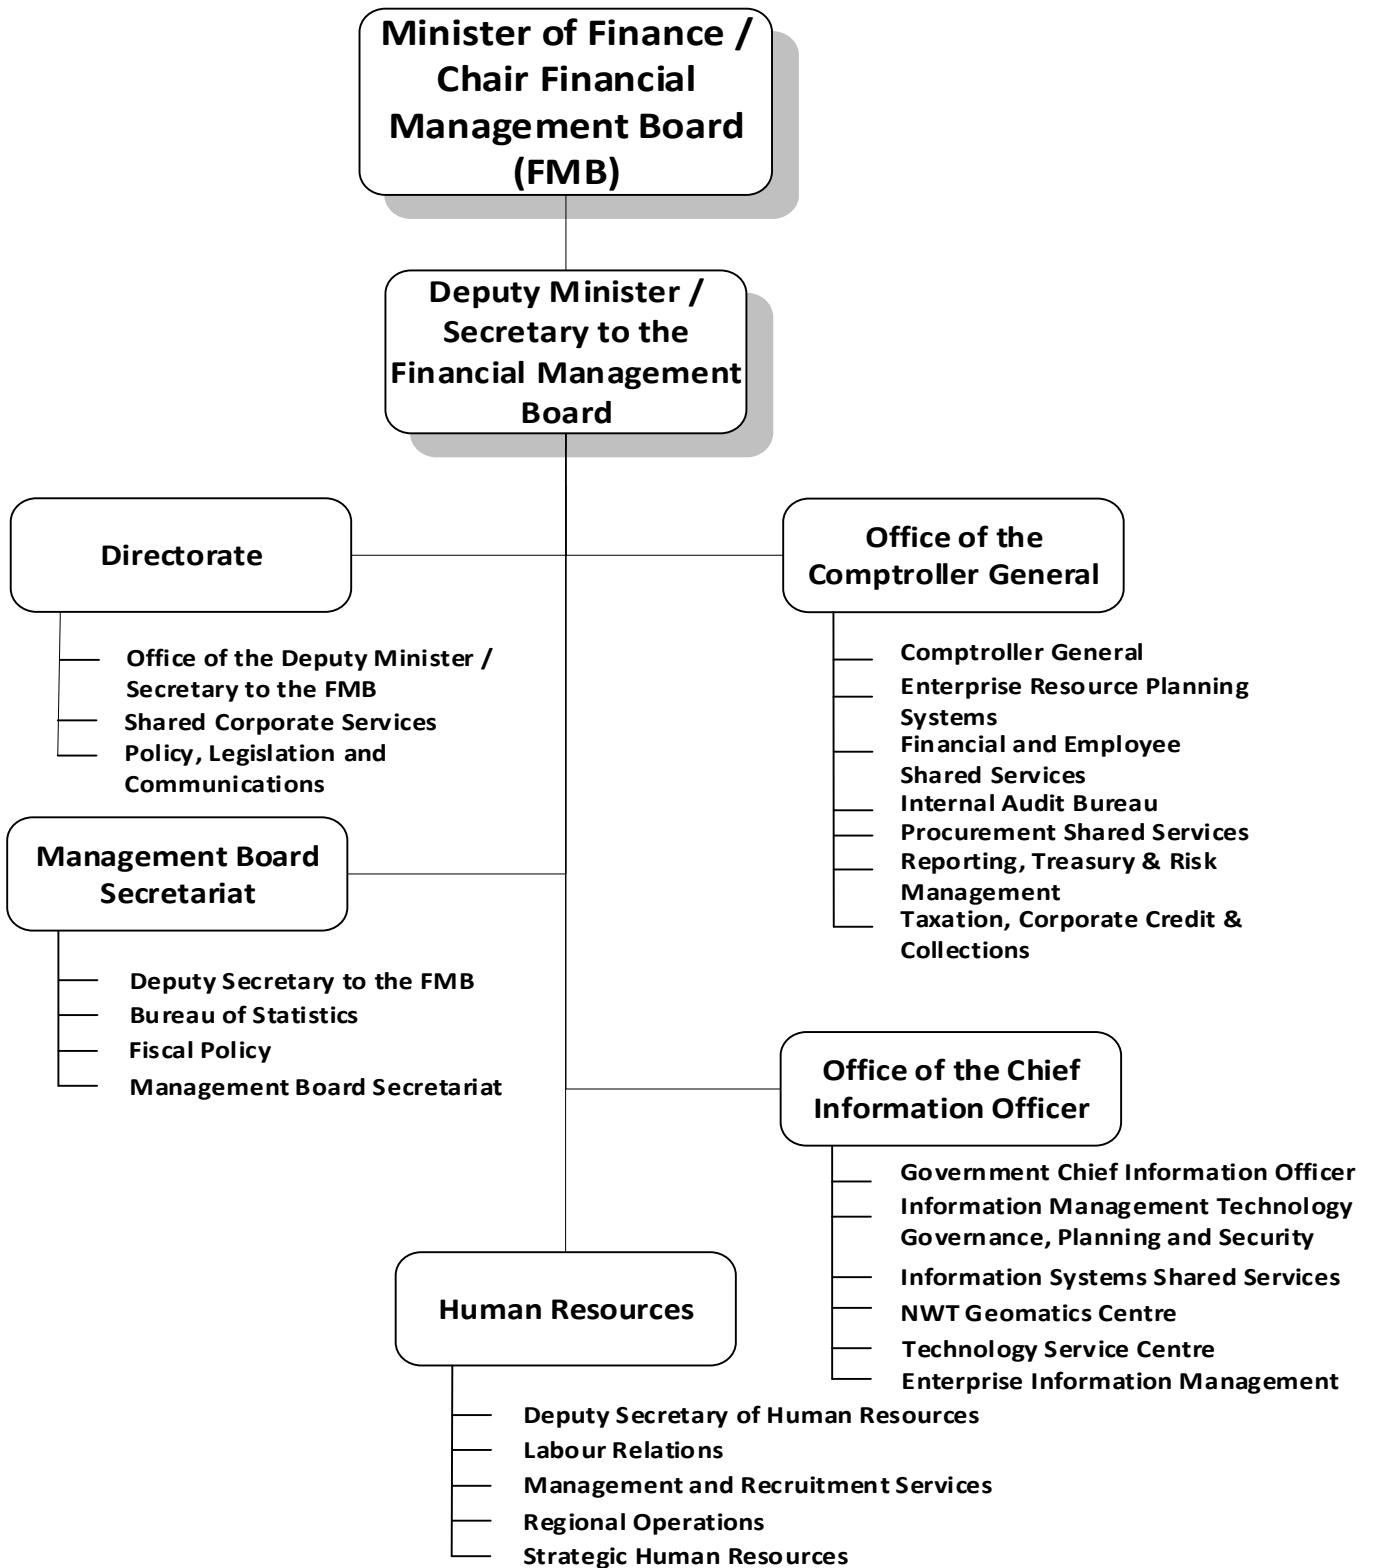 Minister of Finance /
Chair Financial
Management Board
(FMB)
Deputy Minister /
Secretary to the
Financial Management
Board
Directorate
Office of the Deputy Minister /
Secretary to the FMB
Shared Corporate Services
Policy, Legislation and
Communications
Office of the
Comptroller General
Comptroller General
Enterprise Resource Planning
Systems
Financial and Employee
Shared Services
Internal Audit Bureau
Procurement Shared Services
Reporting, Treasury & Risk
Management
Taxation, Corporate Credit &
Collections
Management Board
Secretariat
Deputy Secretary to the FMB
Bureau of Statistics
Fiscal Policy
Management Board Secretariat
Office of the Chief
Information Officer
Government Chief Information Officer
Information Management Technology
Governance, Planning and Security
Information Systems Shared Services
NWT Geomatics Centre
Technology Service Centre
Enterprise Information Management
Human Resources
Deputy Secretary of Human Resources
Labour Relations
Management and Recruitment Services
Regional Operations
Strategic Human Resources